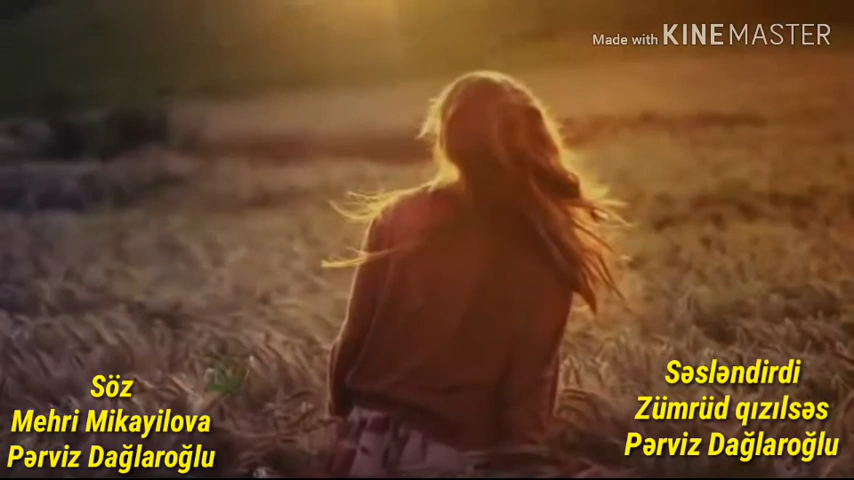 Made with KINEMASTER
Söz
Mehri Mikayilova
Pərviz Dağlaroğlu
Səsləndirdi
Zümrüd qızılsəs
Pərviz Dağlaroğlu